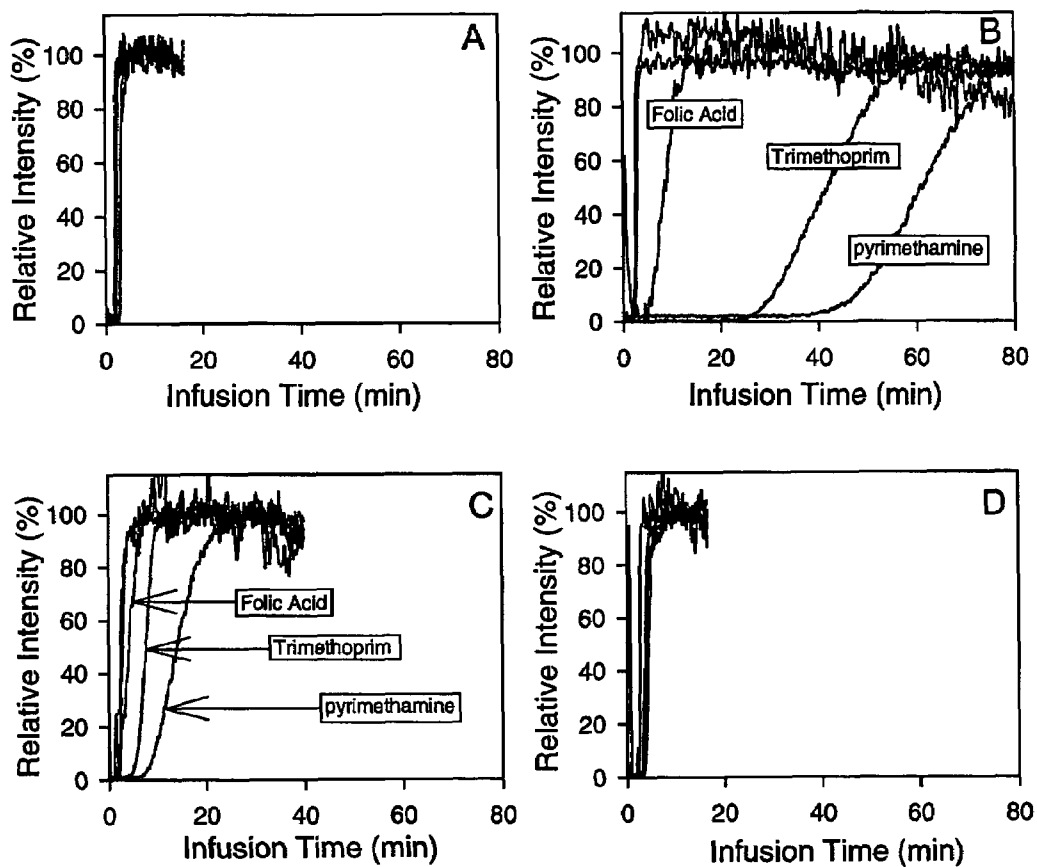 A
Relative Intensity (%)
100
80
60
40
20
0
0 20 40 60 80
Infusion Time (min)
B
Relative Intensity (%)
100
80
60
40
20
0
Folic Acid
Trimethoprim
pyrimethamine
0 20 40 60 80
Infusion Time (min)
C
Relative Intensity (%)
100
80
60
40
20
0
Folic Acid
Trimethoprim
pyrimethamine
0 20 40 60 80
Infusion Time (min)
D
Relative Intensity (%)
100
80
60
40
20
0
0 20 40 60 80
Infusion Time (min)